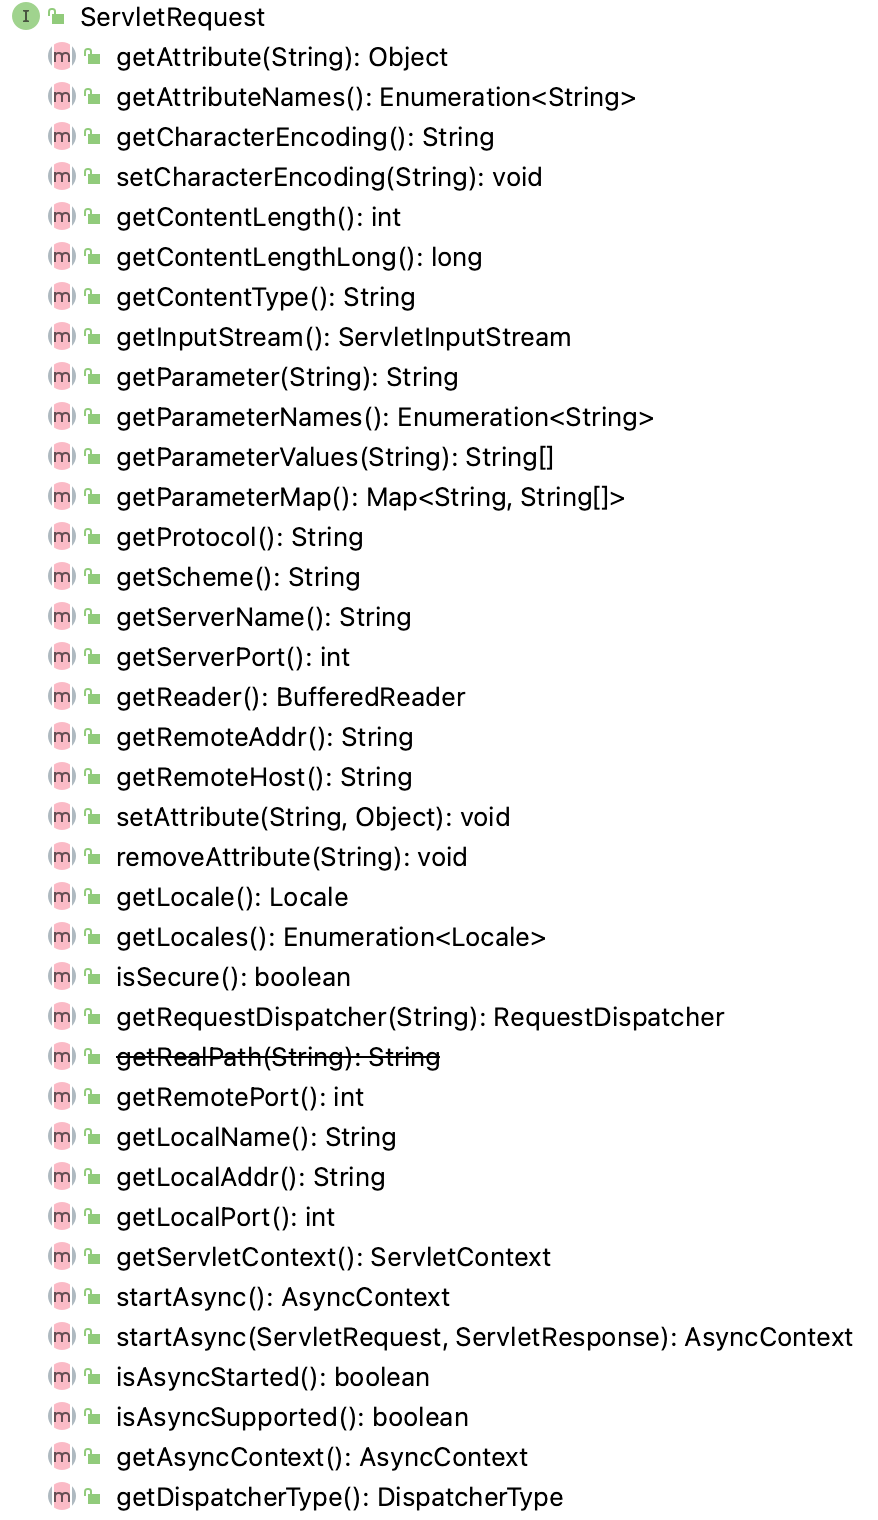 I ServletRequest
m getAttribute(String): Object
m getAttributeNames(): Enumeration<String>
m getCharacterEncoding(): String
m setCharacterEncoding(String): void
m getContentLength(): int
m getContentLengthLong(): long
m getContentType(): String
m getInputStream(): ServletInputStream
m getParameter(String): String
m getParameterNames(): Enumeration<String>
m getParameterValues(String): String[]
m getParameterMap(): Map<String, String[]>
m getProtocol(): String
m getScheme(): String
m getServerName(): String
m getServerPort(): int
m getReader(): BufferedReader
m getRemoteAddr(): String
m getRemoteHost(): String
m setAttribute(String, Object): void
m removeAttribute(String): void
m getLocale(): Locale
m getLocales(): Enumeration<Locale>
m isSecure(): boolean
m getRequestDispatcher(String): RequestDispatcher
m getRealPath(String): String
m getRemotePort(): int
m getLocalName(): String
m getLocalAddr(): String
m getLocalPort(): int
m getServletContext(): ServletContext
m startAsync(): AsyncContext
m startAsync(ServletRequest, ServletResponse): AsyncContext
m isAsyncStarted(): boolean
m isAsyncSupported(): boolean
m getAsyncContext(): AsyncContext
m getDispatcherType(): DispatcherType